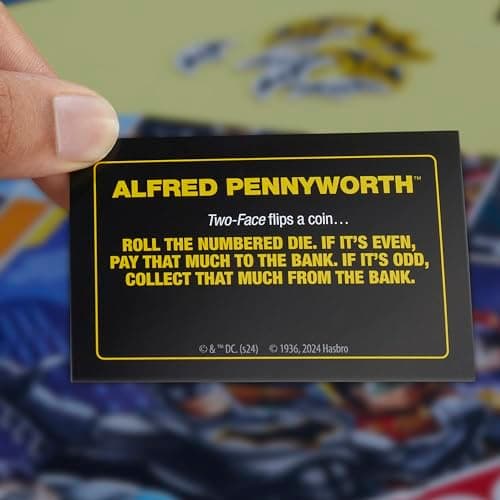 ALFRED PENNYWORTH™
Two-Face flips a coin...
ROLL THE NUMBERED DIE. IF IT'S EVEN,
PAY THAT MUCH TO THE BANK. IF IT'S ODD,
COLLECT THAT MUCH FROM THE BANK.
© & ™ DC. (s24) © 1936, 2024 Hasbro